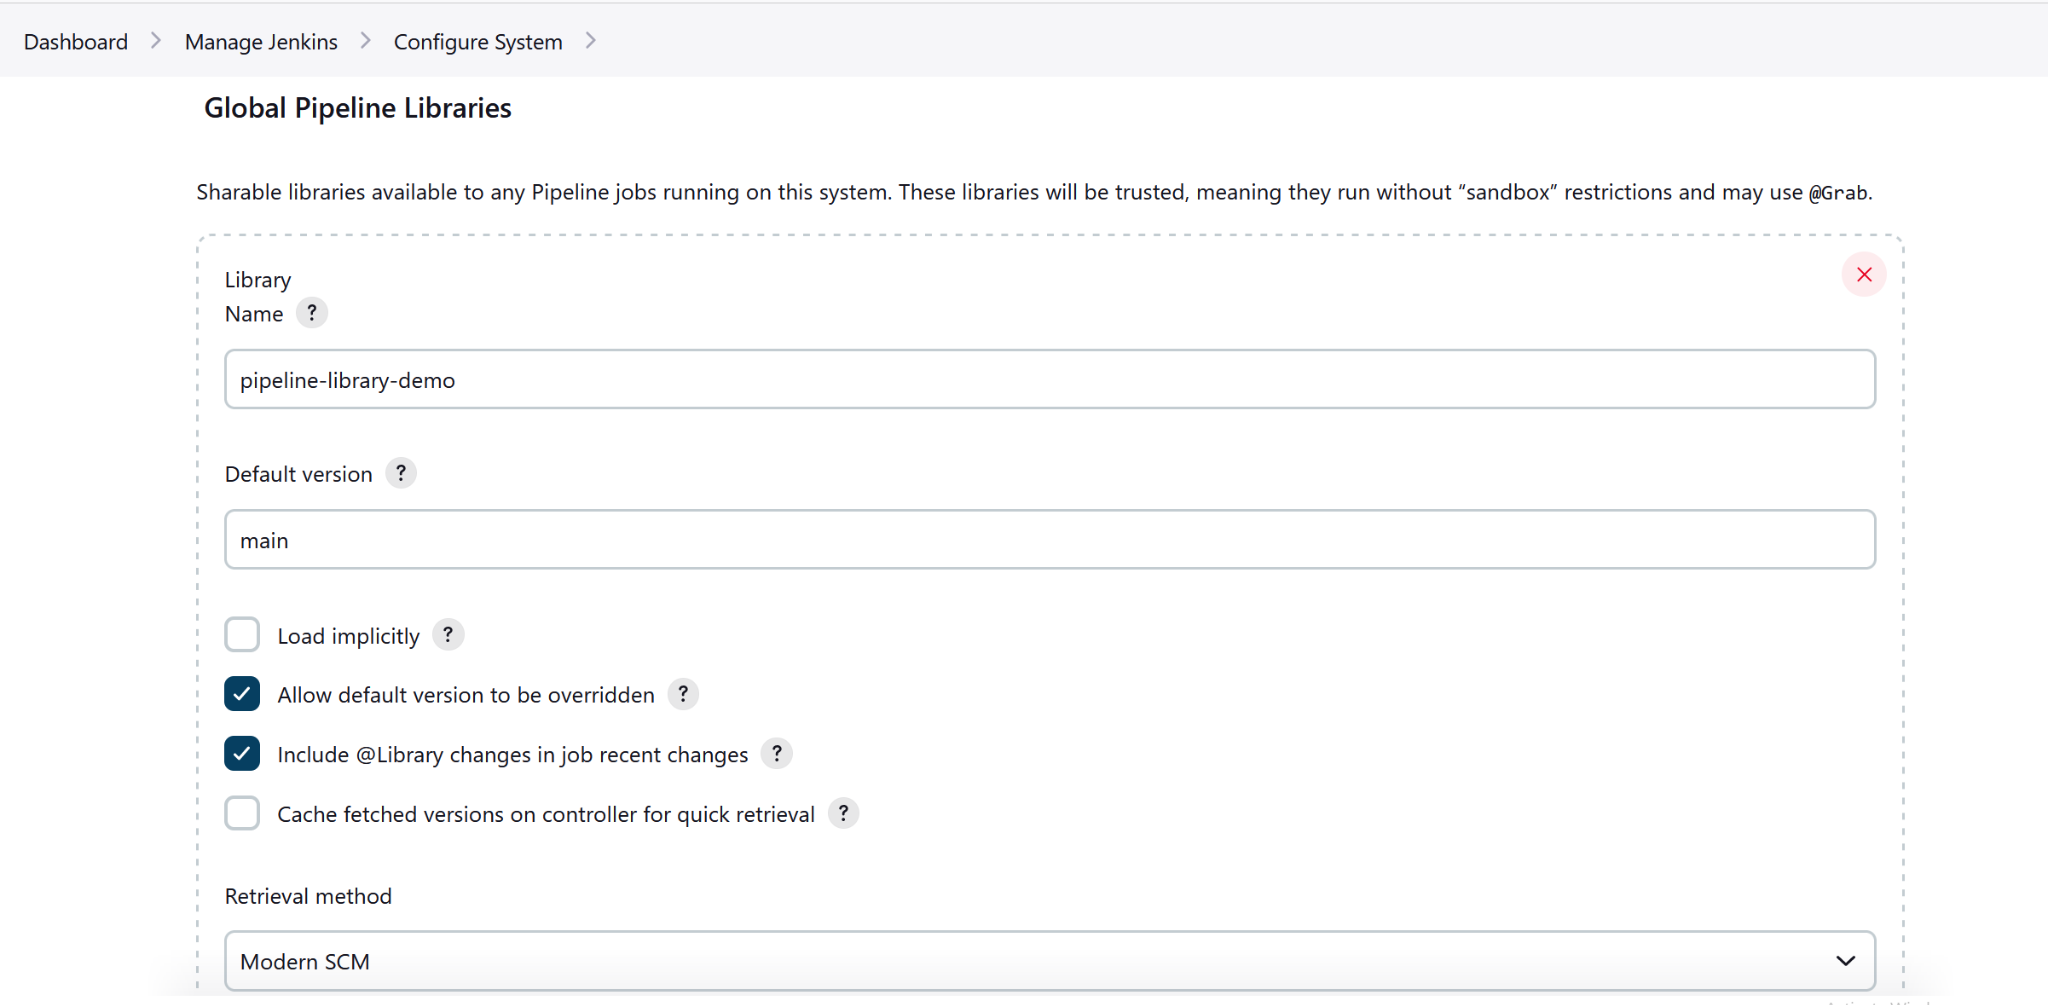 Dashboard > Manage Jenkins > Configure System >
Global Pipeline Libraries
Sharable libraries available to any Pipeline jobs running on this system. These libraries will be trusted, meaning they run without “sandbox” restrictions and may use @Grab.
Library
Name ?
pipeline-library-demo
Default version ?
main
Load implicitly ?
Allow default version to be overridden ?
Include @Library changes in job recent changes ?
Cache fetched versions on controller for quick retrieval ?
Retrieval method
Modern SCM